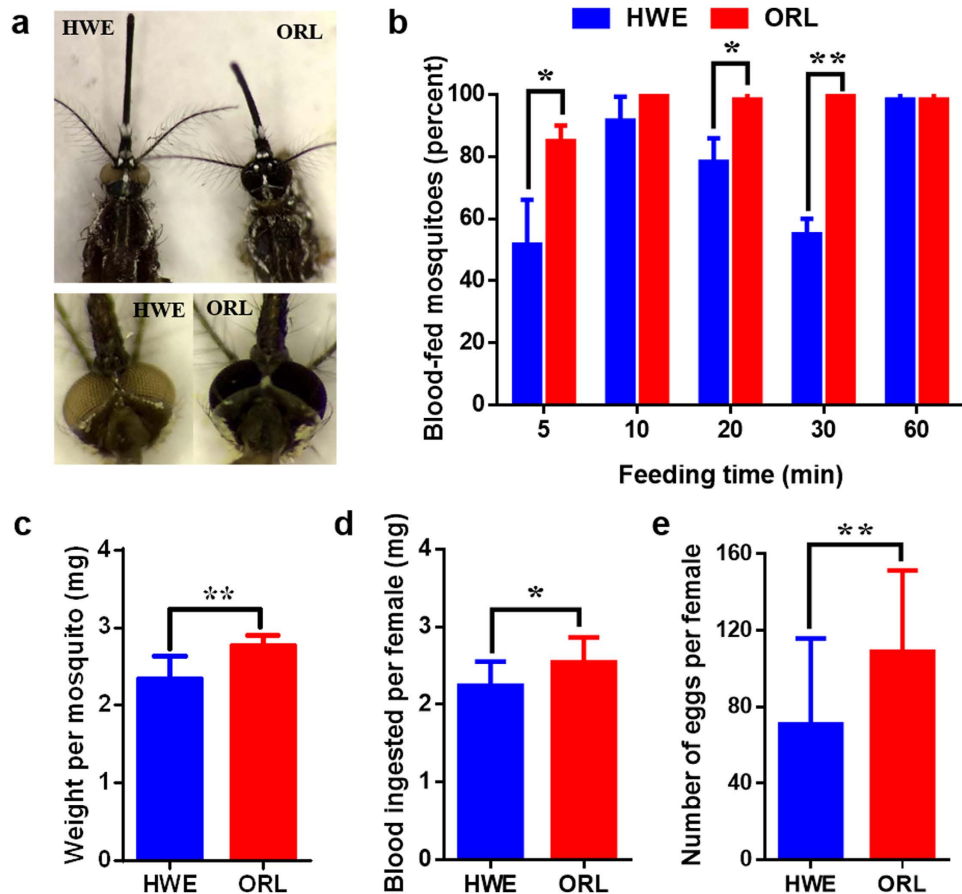 a
HWE
ORL
HWE
ORL
b
HWE ORL
Blood-fed mosquitoes (percent)
100
80
60
40
20
0
*
*
**
5 10 20 30 60
Feeding time (min)
c
Weight per mosquito (mg)
4
3
2
1
0
**
HWE ORL
d
Blood ingested per female (mg)
4
3
2
1
0
*
HWE ORL
e
Number of eggs per female
160
120
80
40
0
**
HWE ORL